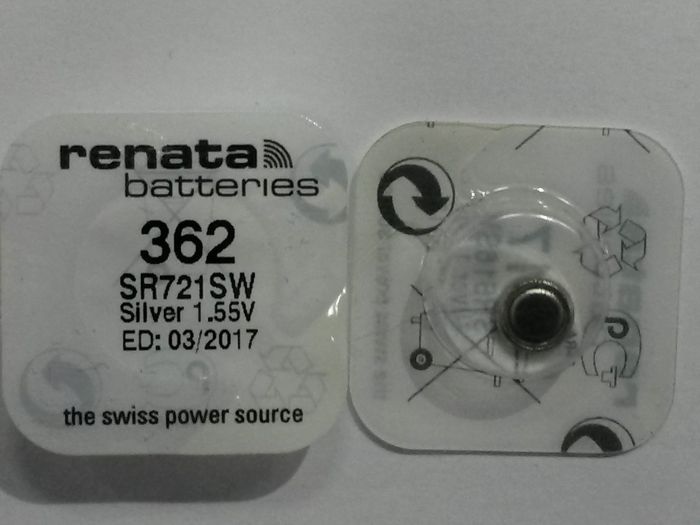 renata
batteries
362
SR721SW
Silver 1.55V
ED: 03/2017
the swiss power source